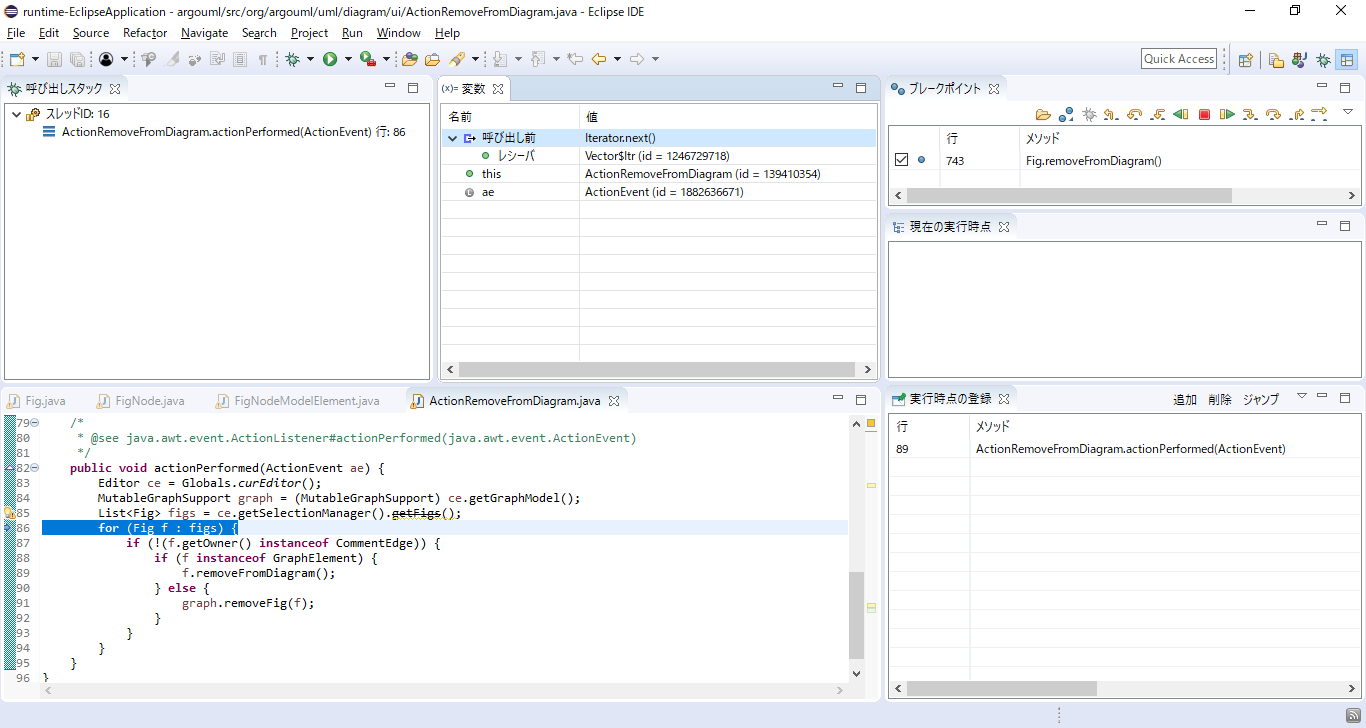 runtime-EclipseApplication - argouml/src/org/argouml/uml/diagram/ui/ActionRemoveFromDiagram.java - Eclipse IDE
File Edit Source Refactor Navigate Search Project Run Window Help
Quick Access
呼び出しスタック
スレッドID: 16
ActionRemoveFromDiagram.actionPerformed(ActionEvent) 行: 86
(x)= 変数
名前 値
呼び出し前 Iterator.next()
レシーバ Vector$Itr (id = 1246729718)
this ActionRemoveFromDiagram (id = 139410354)
ae ActionEvent (id = 1882636671)
ブレークポイント
行 メソッド
743 Fig.removeFromDiagram()
現在の実行時点
Fig.java FigNode.java FigNodeModelElement.java ActionRemoveFromDiagram.java
79 /*
80 * @see java.awt.event.ActionListener#actionPerformed(java.awt.event.ActionEvent)
81 */
82 public void actionPerformed(ActionEvent ae) {
83 Editor ce = Globals.curEditor();
84 MutableGraphSupport graph = (MutableGraphSupport) ce.getGraphModel();
85 List<Fig> figs = ce.getSelectionManager().getFigs();
86 for (Fig f : figs) {
87 if (!(f.getOwner() instanceof CommentEdge)) {
88 if (f instanceof GraphElement) {
89 f.removeFromDiagram();
90 } else {
91 graph.removeFig(f);
92 }
93 }
94 }
95 }
96 }
実行時点の登録 追加 削除 ジャンプ
行 メソッド
89 ActionRemoveFromDiagram.actionPerformed(ActionEvent)